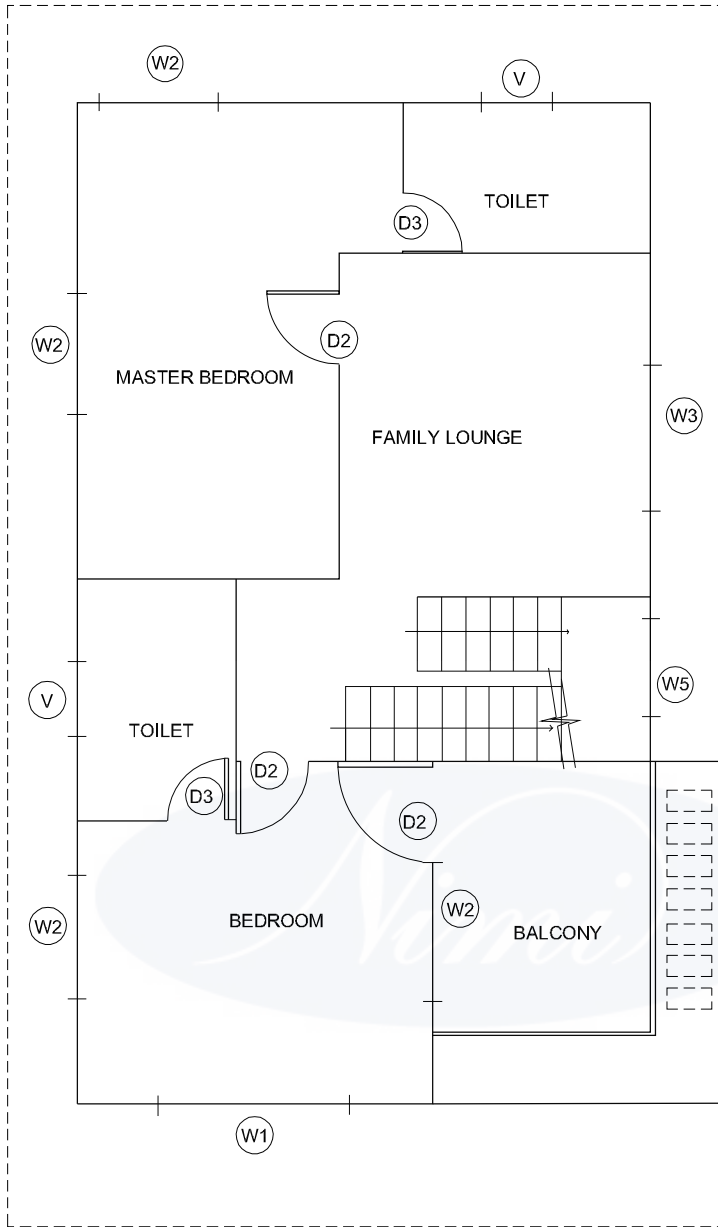 W2
V
TOILET
D3
W2
D2
MASTER BEDROOM
W3
FAMILY LOUNGE
W5
V
TOILET
D2
D3
D2
W2
W2
BEDROOM
BALCONY
Nimi
W1